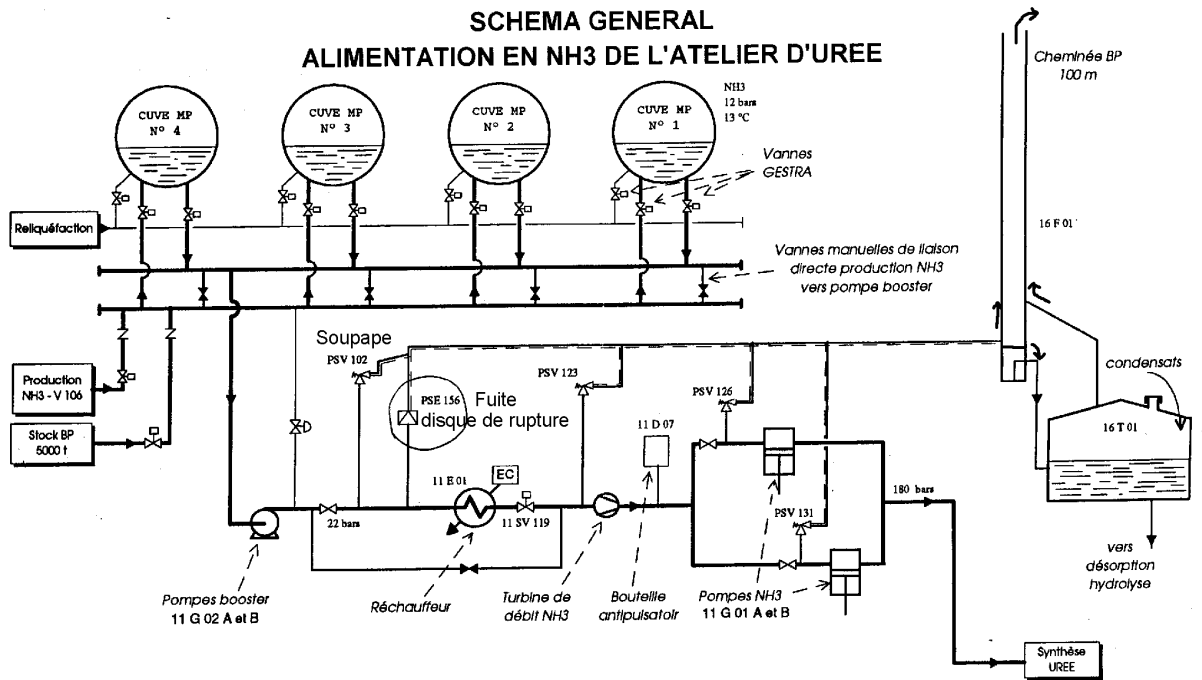 SCHEMA GENERAL
ALIMENTATION EN NH3 DE L'ATELIER D'UREE
Cheminée BP
100 m
CUVE MP
N° 4
CUVE MP
N° 3
CUVE MP
N° 2
CUVE MP
N° 1
NH3
12 bars
13 °C
Vannes
GESTRA
Reliquéfaction
16 F 01
Vannes manuelles de liaison
directe production NH3
vers pompe booster
Soupape
PSV 102
PSV 123
PSV 126
condensats
Production
NH3 - V 106
PSE 156
Fuite
disque de rupture
Stock BP
5000 t
11 D 07
16 T 01
11 E 01
EC
22 bars
11 SV 119
180 bars
PSV 131
vers
désorption
hydrolyse
Pompes booster
11 G 02 A et B
Réchauffeur
Turbine de
débit NH3
Bouteille
antipulsatoir
Pompes NH3
11 G 01 A et B
Synthèse
UREE